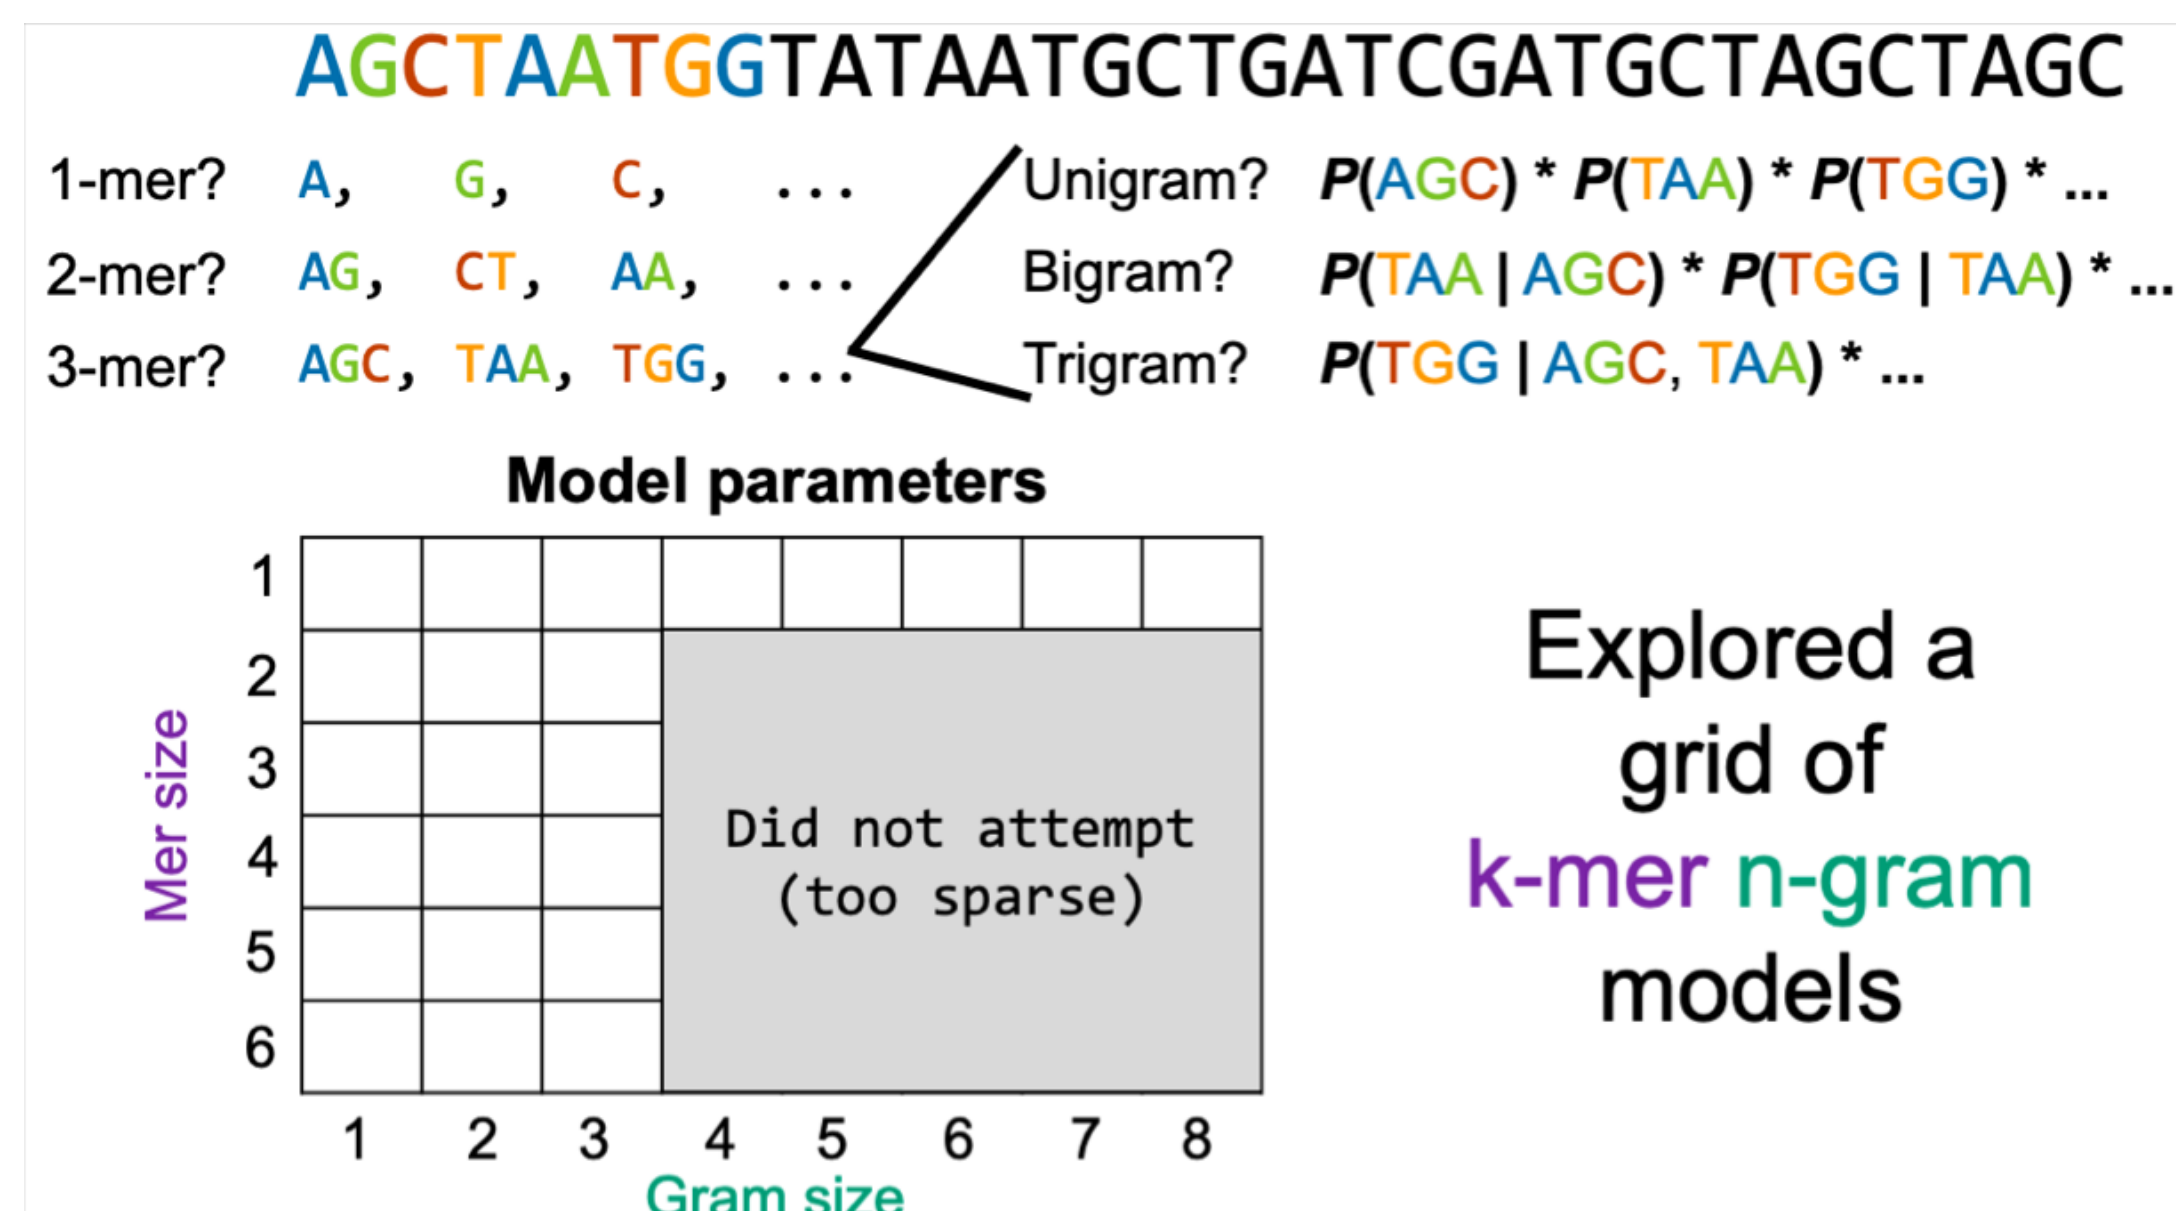 AGCTAATGGTATAATGCTGATCGATGCTAGCTAGC
1-mer? A, G, C, ...
2-mer? AG, CT, AA, ...
3-mer? AGC, TAA, TGG, ...
Unigram? P(AGC) * P(TAA) * P(TGG) * ...
Bigram? P(TAA | AGC) * P(TGG | TAA) * ...
Trigram? P(TGG | AGC, TAA) * ...
Model parameters
Mer size
1
2
3
4
5
6
Did not attempt
(too sparse)
1 2 3 4 5 6 7 8
Gram size
Explored a
grid of
k-mer n-gram
models